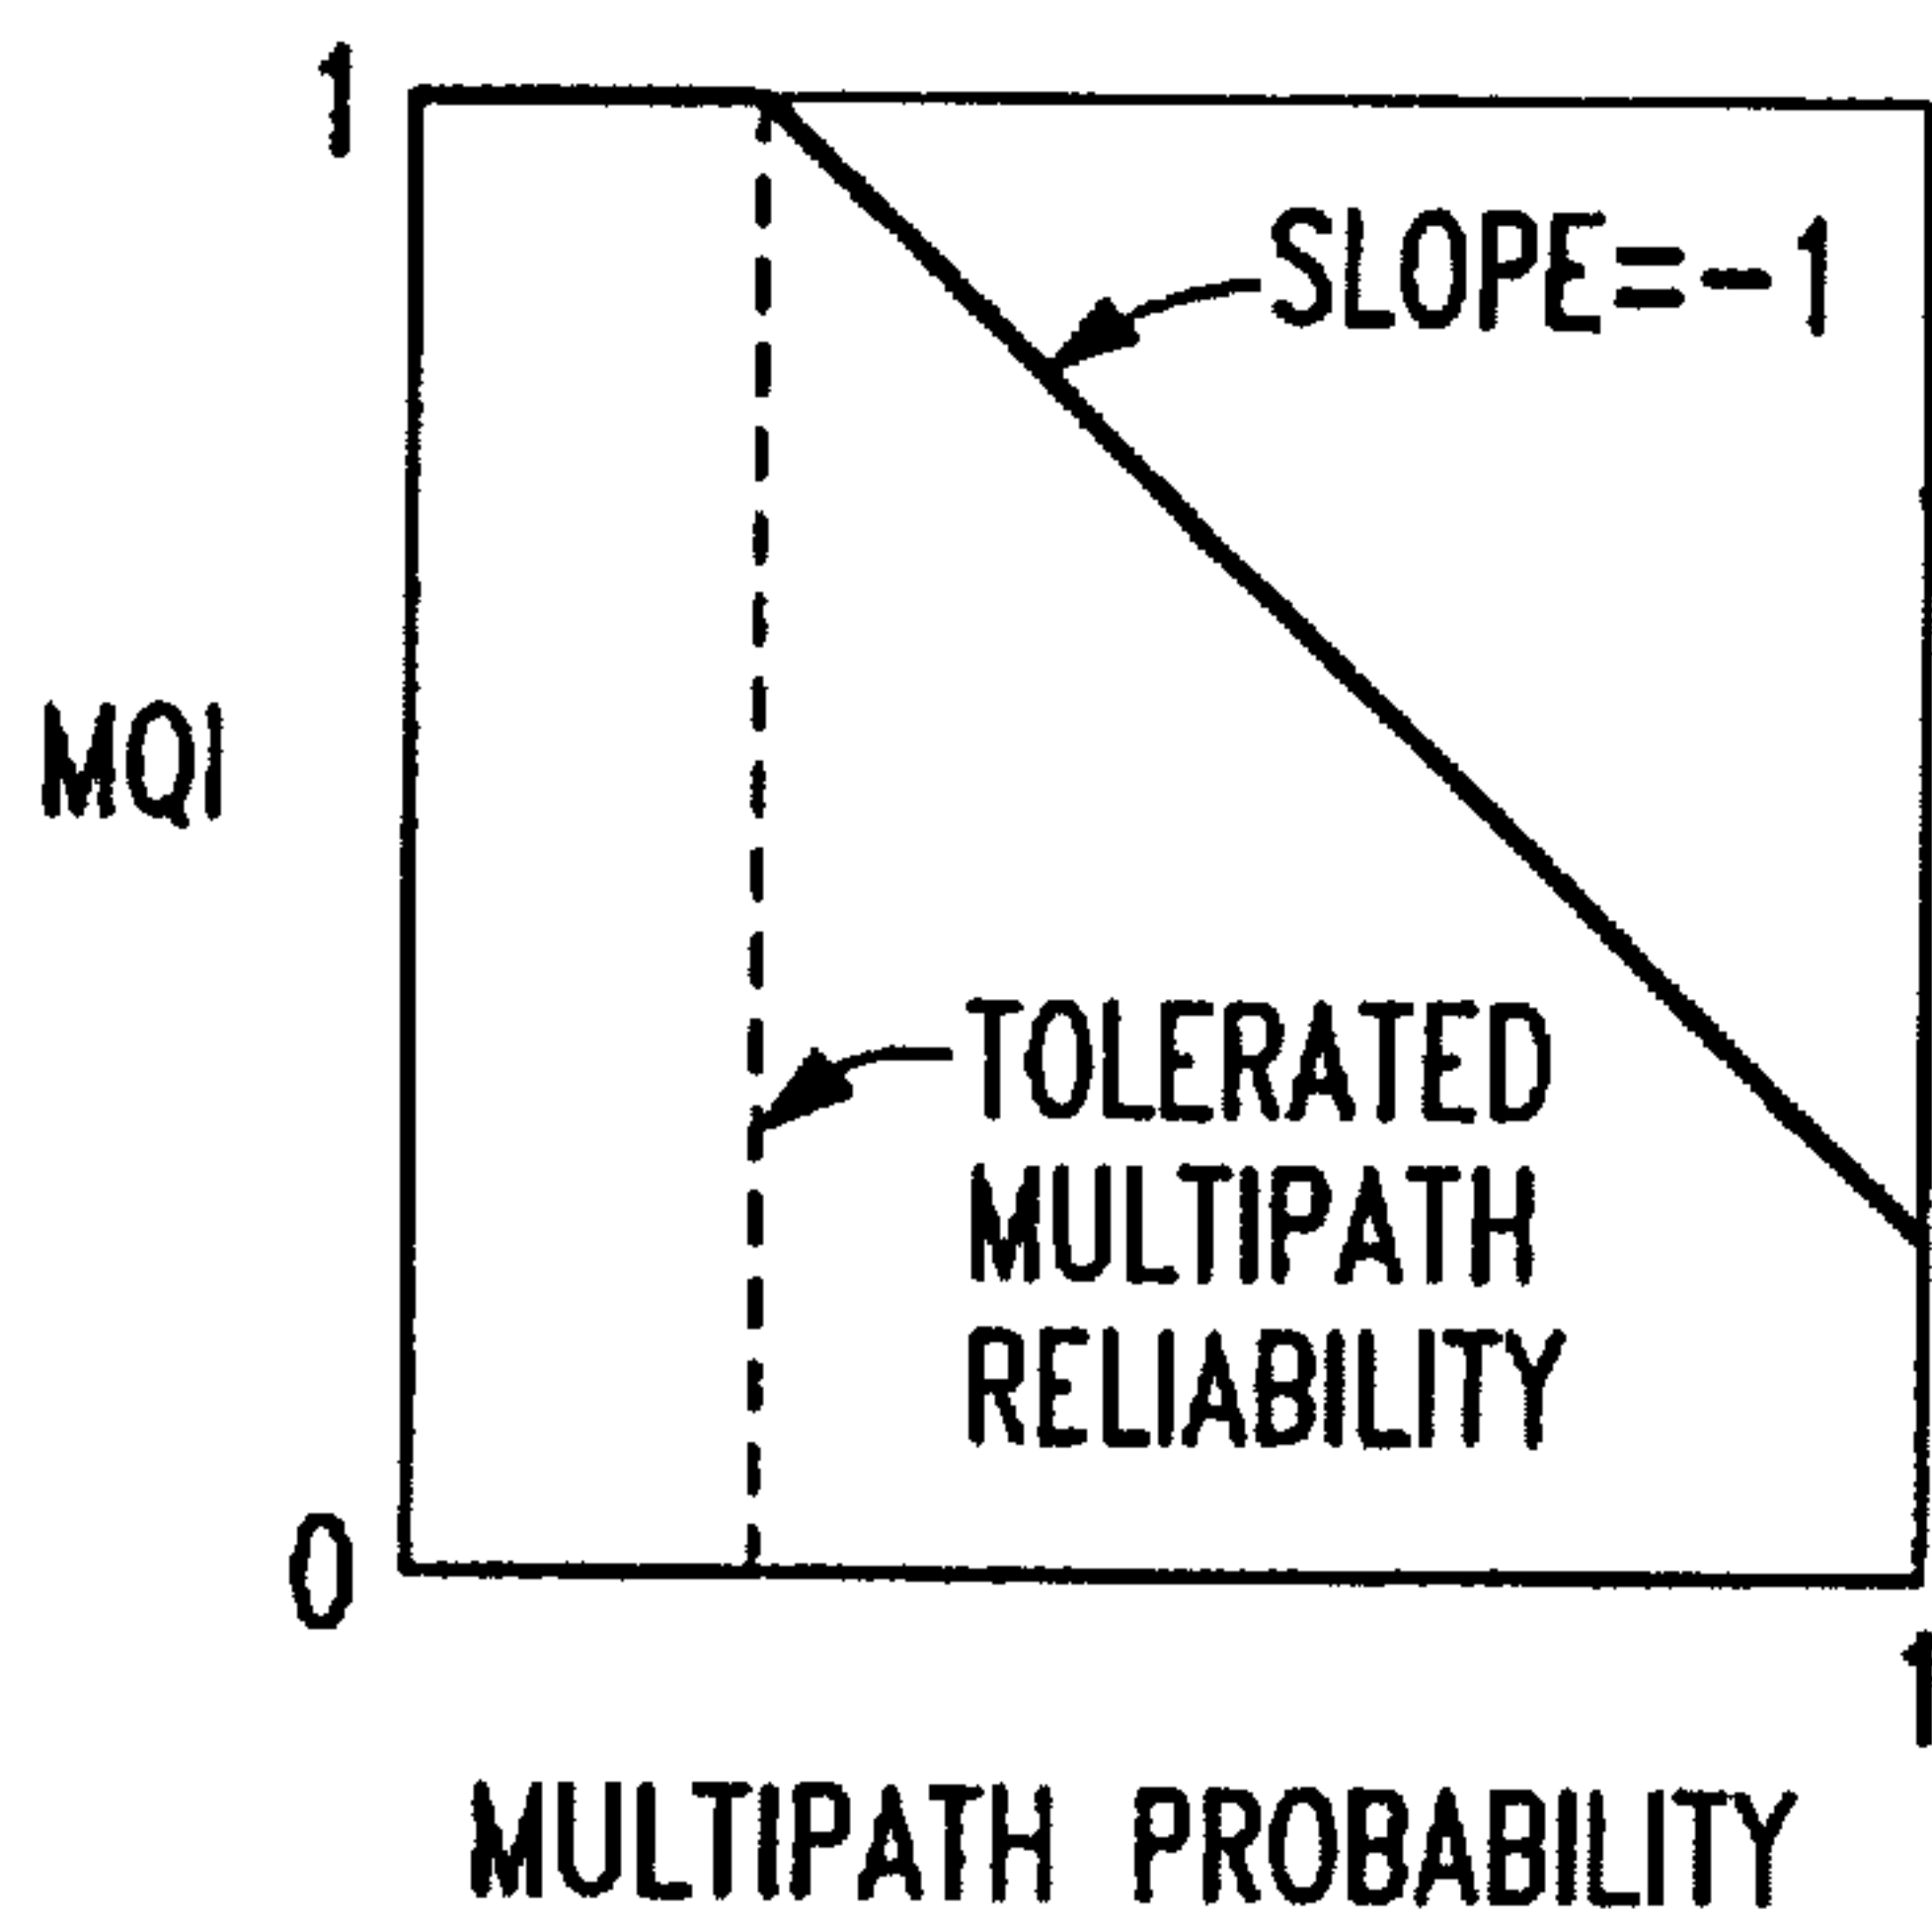 1
SLOPE=-1
MQI
TOLERATED
MULTIPATH
RELIABILITY
0
1
MULTIPATH PROBABILITY